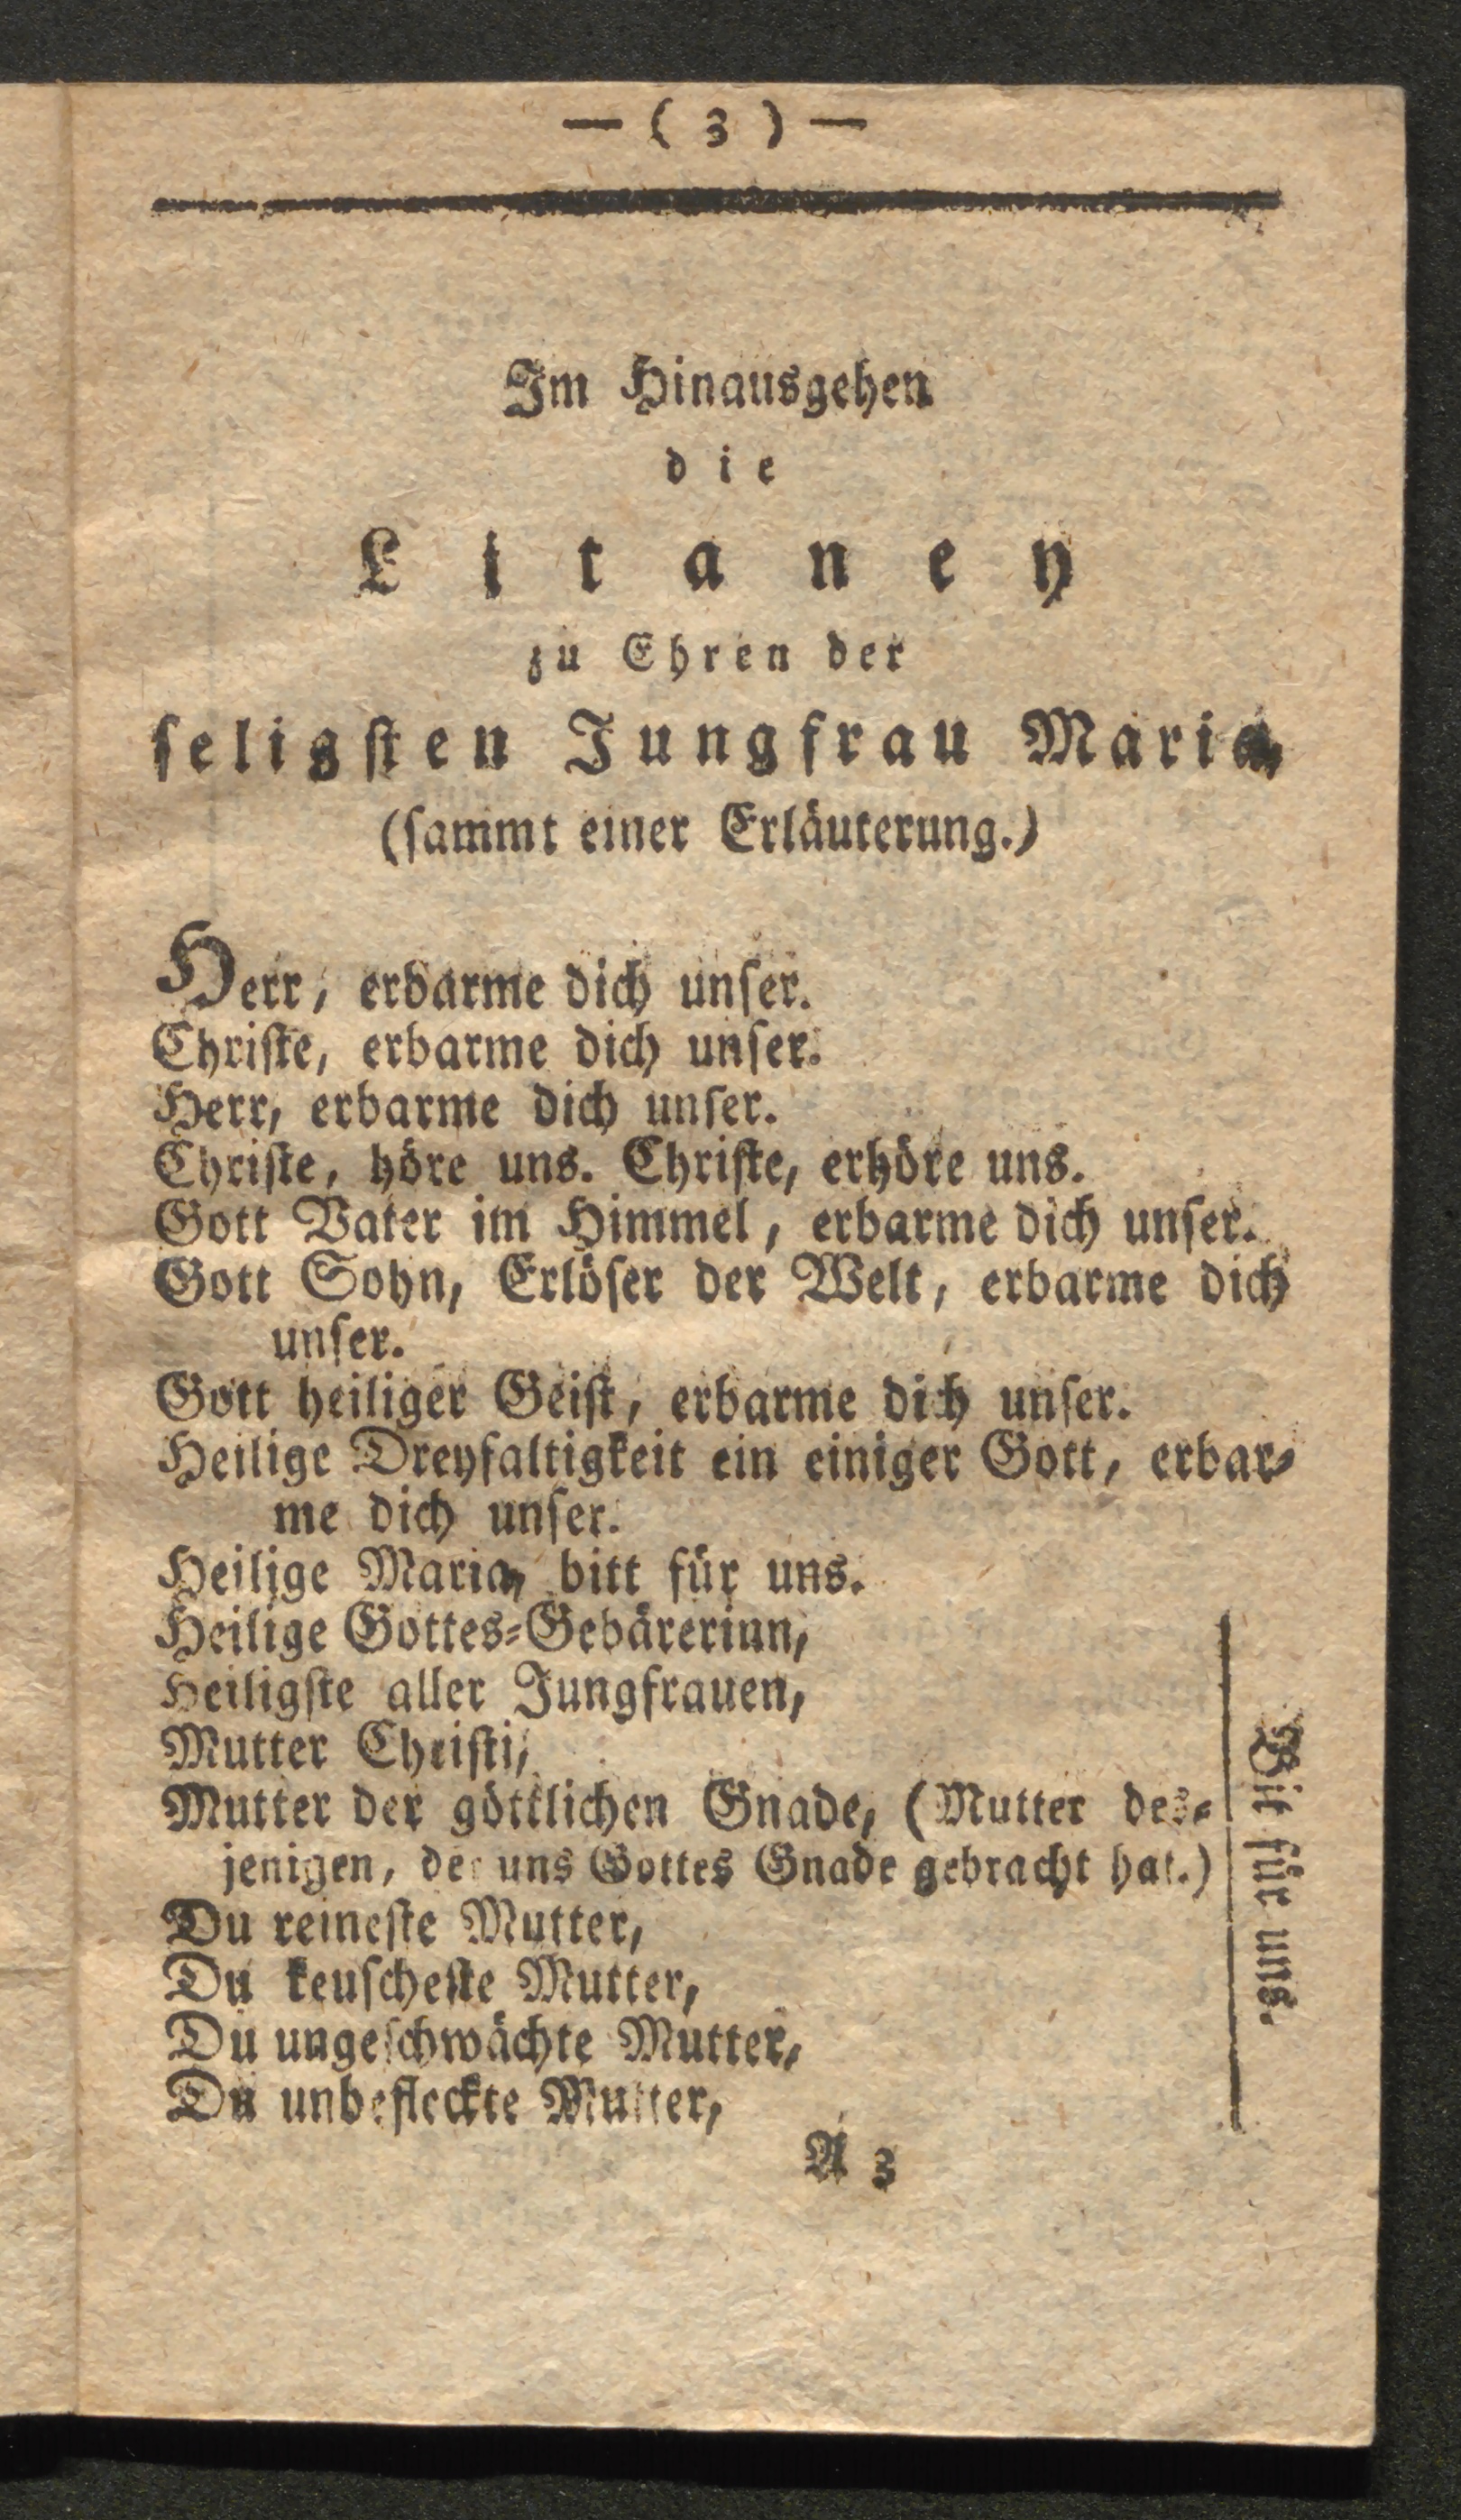 — ( 3 ) —
Im Hinausgehen
die
Litaney
zu Ehren der
seligsten Jungfrau Maria,
(sammt einer Erläuterung.)
Herr, erbarme dich unser.
Christe, erbarme dich unser.
Herr, erbarme dich unser.
Christe, höre uns. Christe, erhöre uns.
Gott Vater im Himmel, erbarme dich unser.
Gott Sohn, Erlöser der Welt, erbarme dich
unser.
Gott heiliger Geist, erbarme dich unser.
Heilige Dreyfaltigkeit ein einiger Gott, erbar-
me dich unser.
Heilige Maria, bitt für uns.
Heilige Gottes-Gebärerinn,
Heiligste aller Jungfrauen,
Mutter Christi,
Mutter der göttlichen Gnade, (Mutter des-
jenigen, der uns Gottes Gnade gebracht hat.)
Du reineste Mutter,
Du keuscheste Mutter,
Du ungeschwächte Mutter,
Du unbefleckte Mutter,
Bitt für uns.
A 3